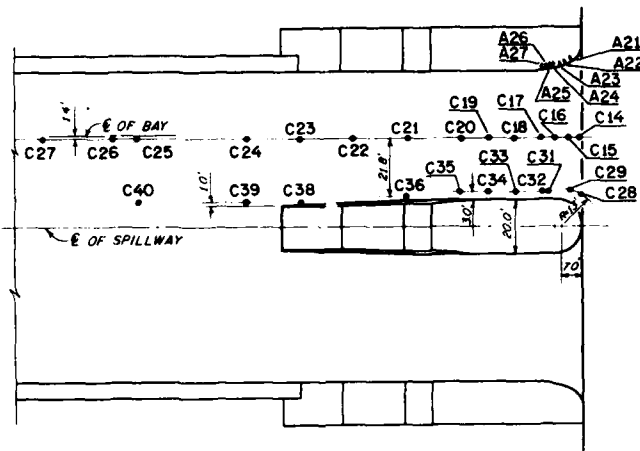 A26
A27
A21
A22
A23
A24
A25
14'
℄ OF BAY
C27
C26
C25
C24
C23
C22
C21
C20
C19
C18
C17
C16
C14
C15
21.8'
C40
10'
C39
C38
C36
C35
C34
C33
C32
C31
C29
C28
3.0'
20.0'
7.0'
℄ OF SPILLWAY